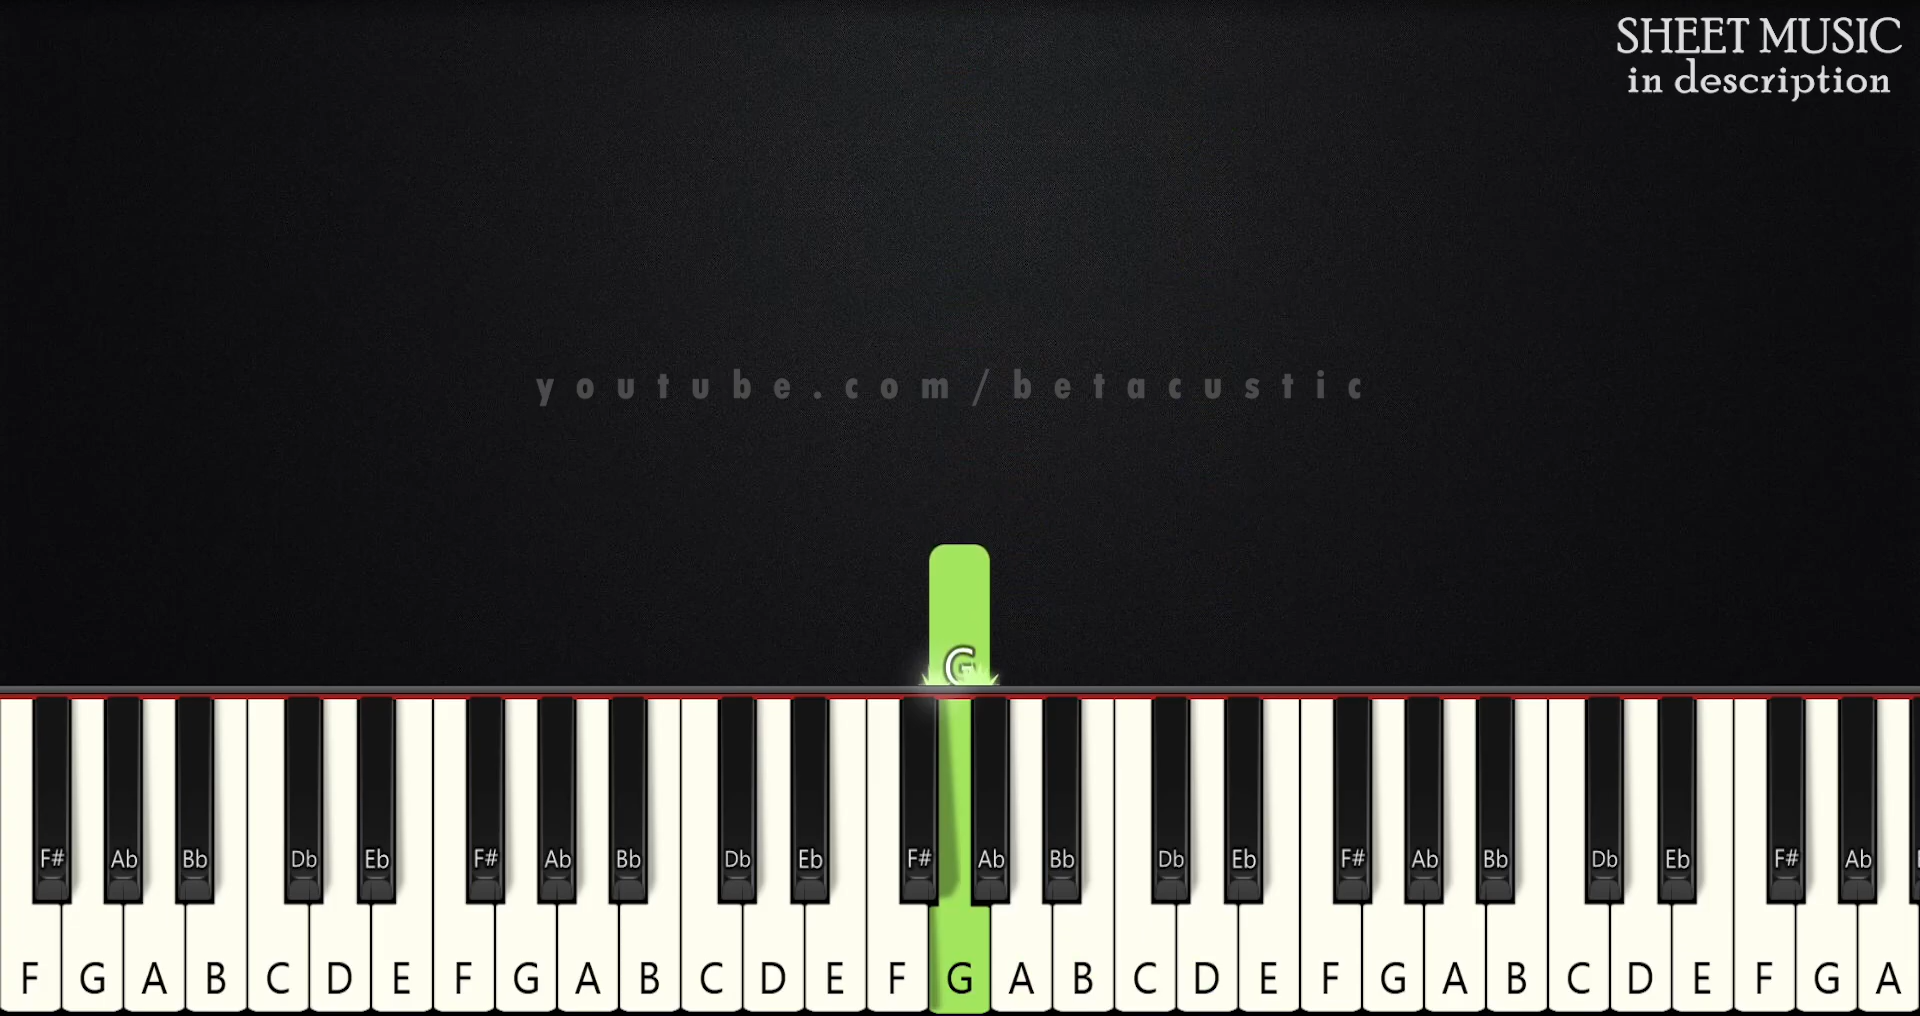 SHEET MUSIC
in description
youtube.com/betacustic
G
F# Ab Bb Db Eb F# Ab Bb Db Eb F# Ab Bb Db Eb F# Ab Bb Db Eb F# Ab
F G A B C D E F G A B C D E F G A B C D E F G A B C D E F G A